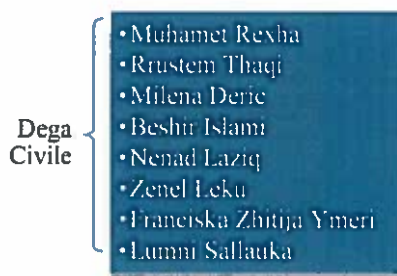 Dega
Civile
•Muhamet Rexha
•Rrustem Thaqi
•Milena Deric
•Beshir Islami
•Nenad Laziq
•Zenel Leku
•Franciska Zhitija Ymeri
•Lumni Sallauka